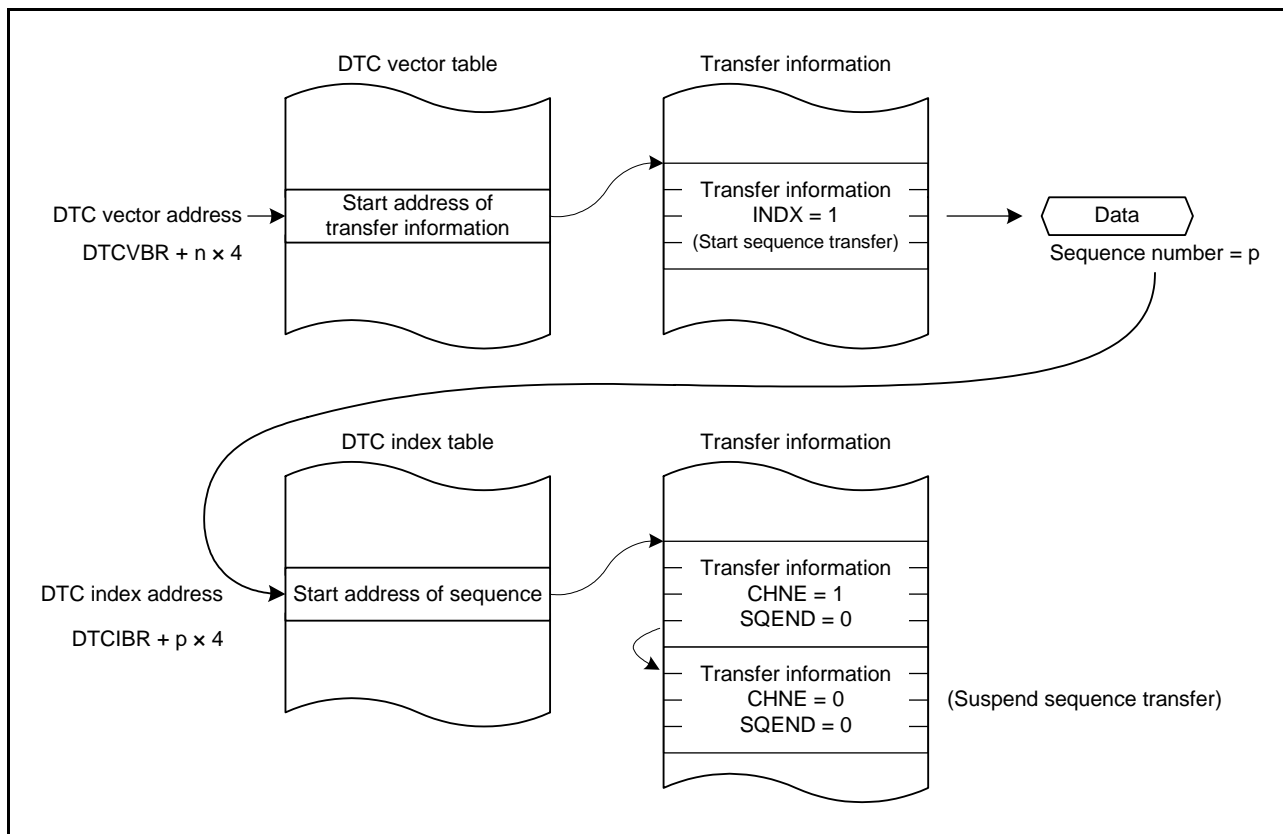 DTC vector table
Transfer information
DTC vector address
DTCVBR + n × 4
Start address of
transfer information
Transfer information
INDX = 1
(Start sequence transfer)
Data
Sequence number = p
DTC index table
Transfer information
DTC index address
DTCIBR + p × 4
Start address of sequence
Transfer information
CHNE = 1
SQEND = 0
Transfer information
CHNE = 0
SQEND = 0
(Suspend sequence transfer)